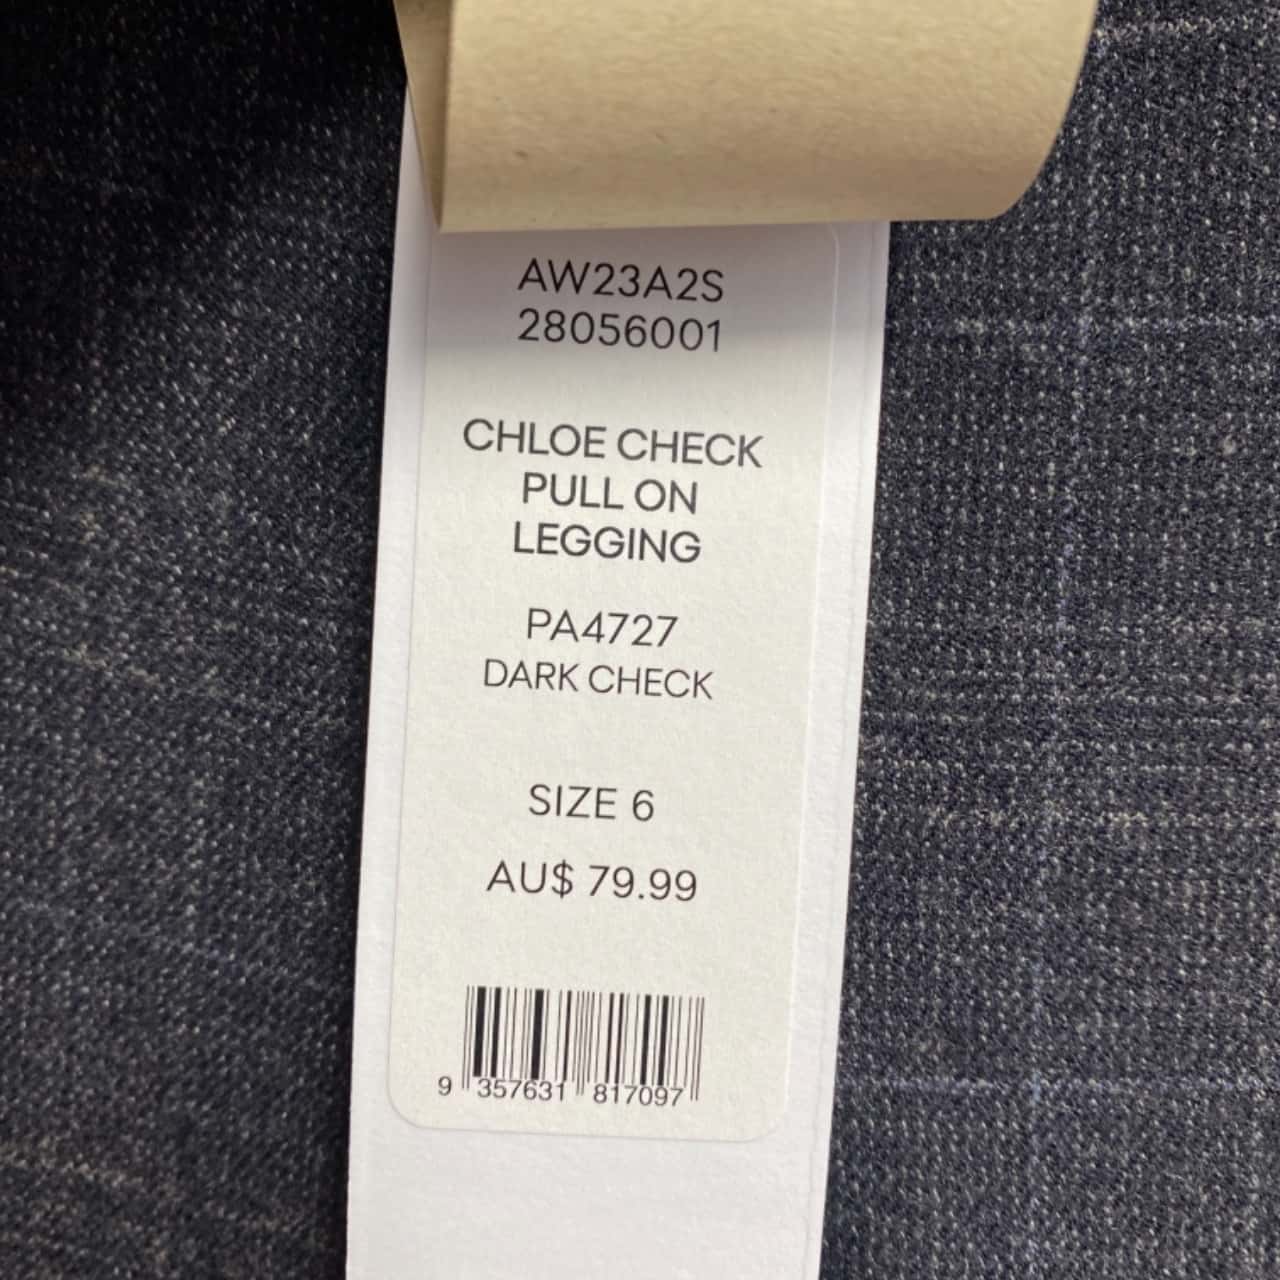 AW23A2S
28056001
CHLOE CHECK
PULL ON
LEGGING
PA4727
DARK CHECK
SIZE 6
AU$ 79.99
9 357631 817097